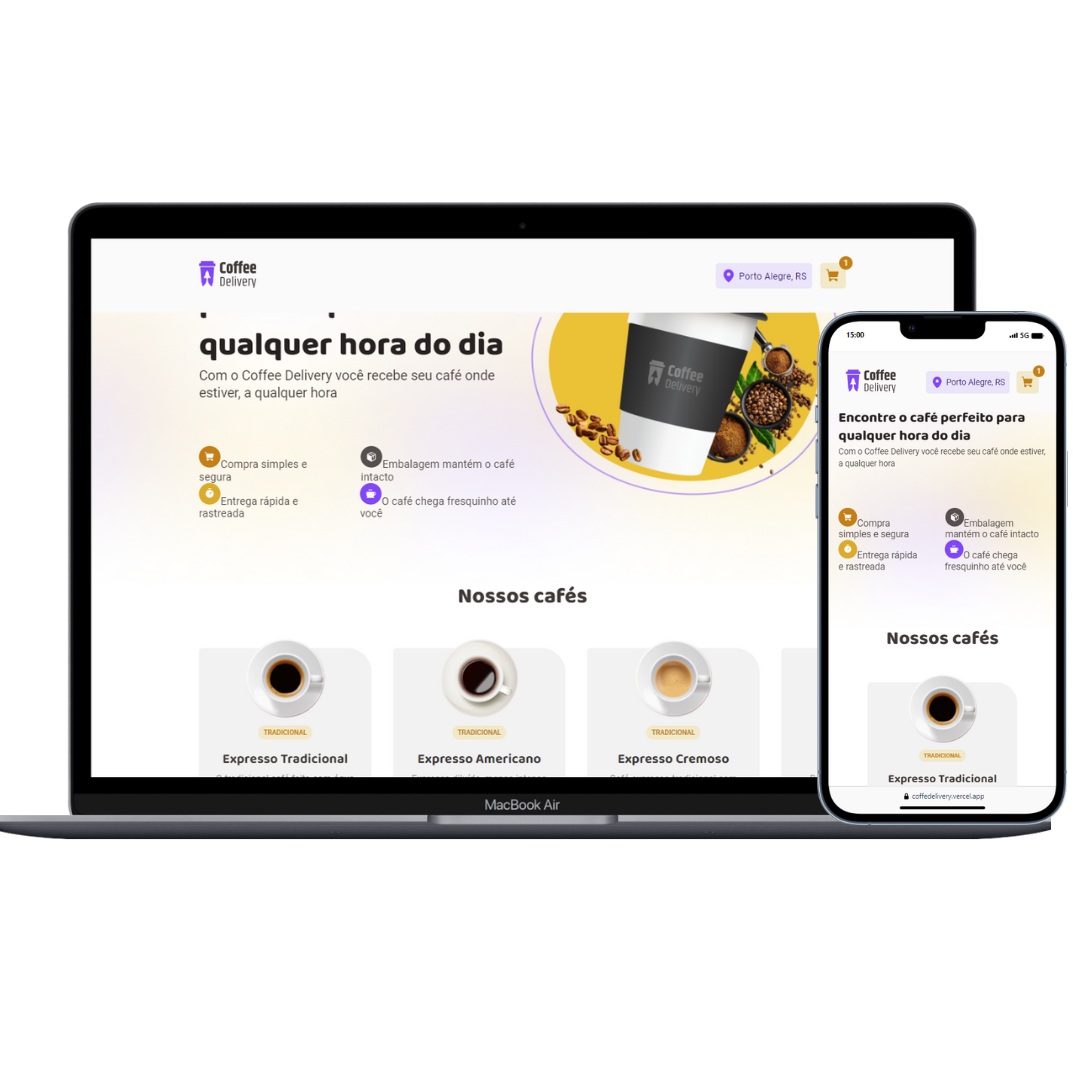 Coffee
Delivery
Porto Alegre, RS
1
qualquer hora do dia
Com o Coffee Delivery você recebe seu café onde
estiver, a qualquer hora
Coffee
Delivery
Compra simples e
segura
Embalagem mantém o café
intacto
Entrega rápida e
rastreada
O café chega fresquinho até
você
Nossos cafés
TRADICIONAL
TRADICIONAL
TRADICIONAL
Expresso Tradicional
Expresso Americano
Expresso Cremoso
MacBook Air
15:00
5G
Coffee
Delivery
Porto Alegre, RS
1
Encontre o café perfeito para
qualquer hora do dia
Com o Coffee Delivery você recebe seu café onde estiver,
a qualquer hora
Compra
simples e segura
Embalagem
mantém o café intacto
Entrega rápida
e rastreada
O café chega
fresquinho até você
Nossos cafés
TRADICIONAL
Expresso Tradicional
coffedelivery.vercel.app